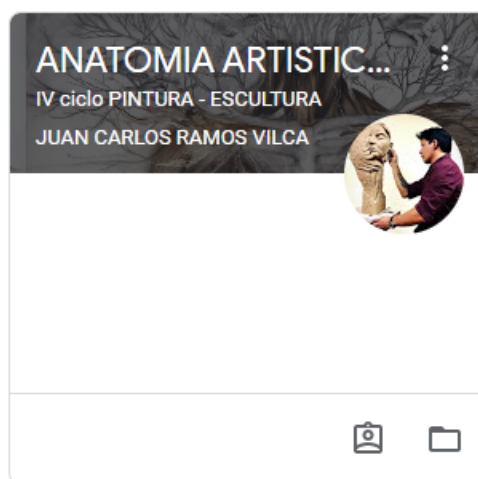 ANATOMIA ARTISTIC...
IV ciclo PINTURA - ESCULTURA
JUAN CARLOS RAMOS VILCA